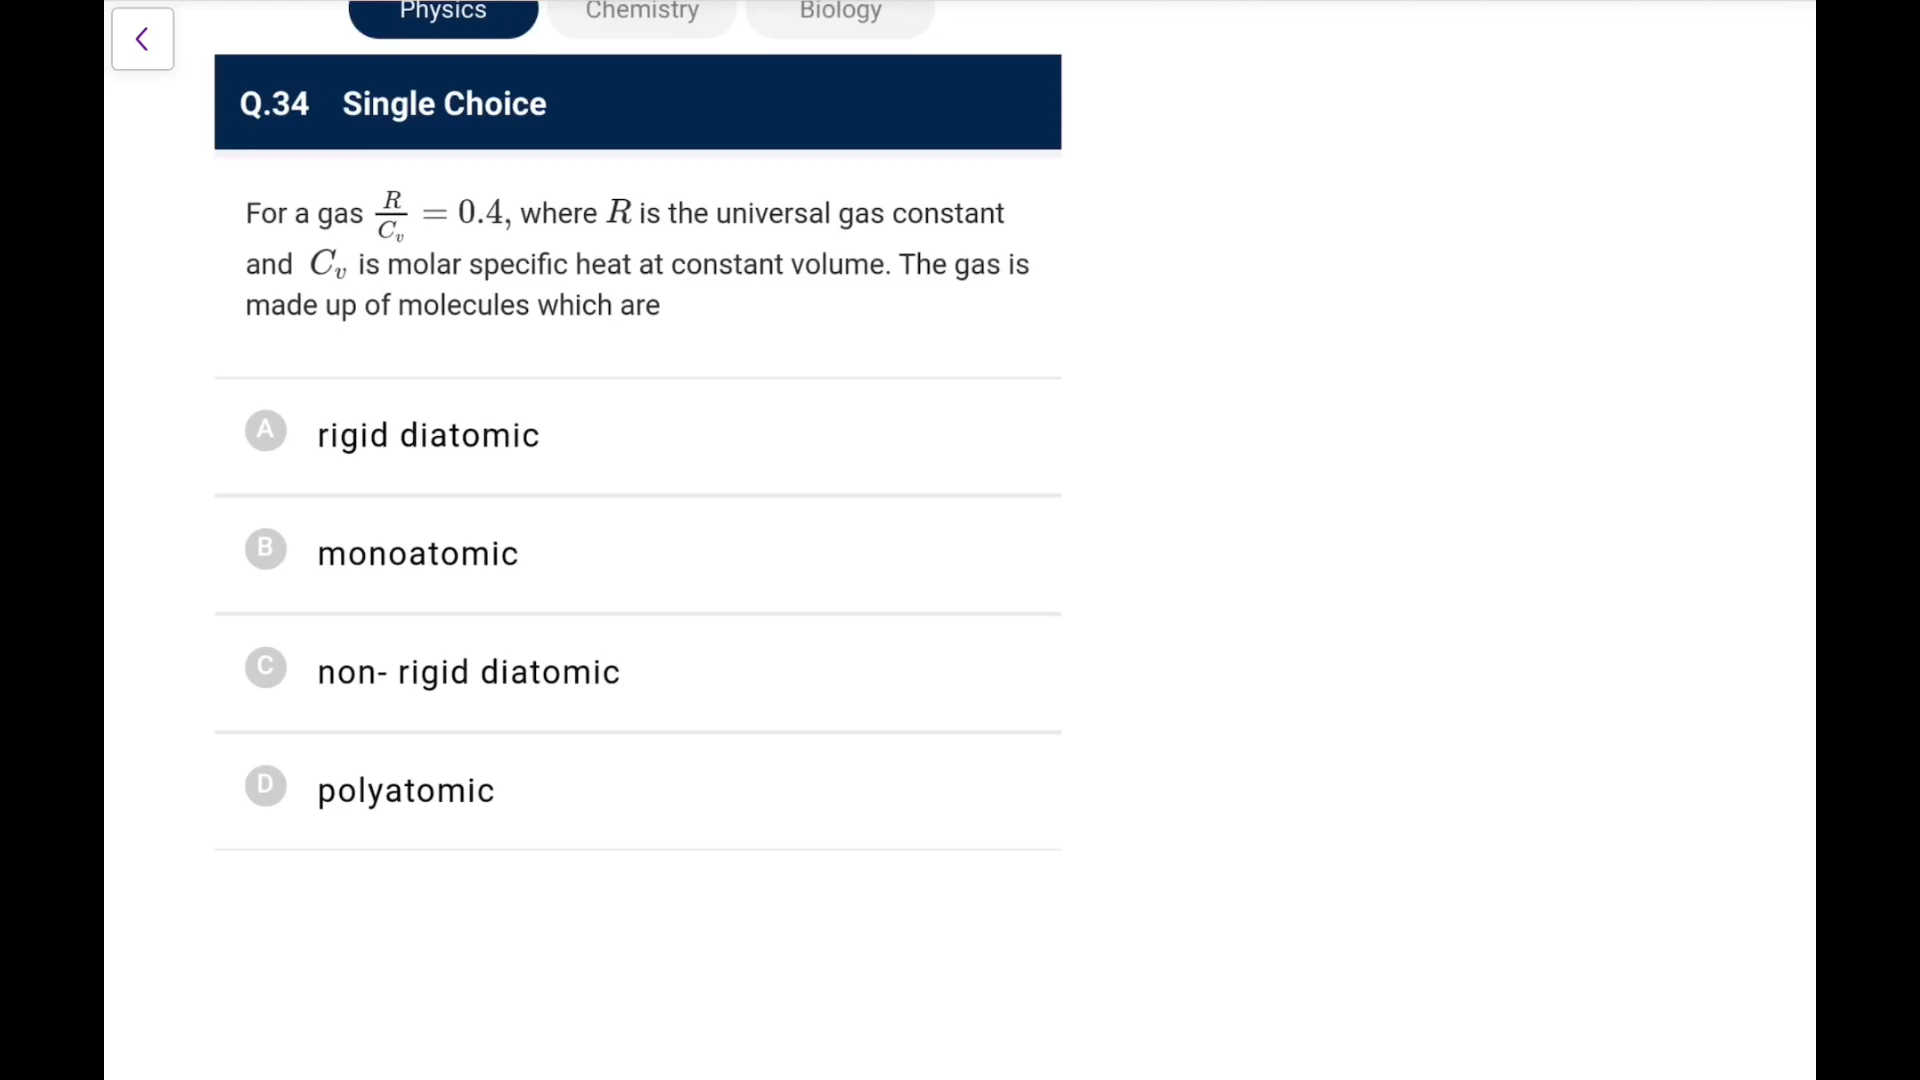 Physics Chemistry Biology
Q.34 Single Choice
For a gas $\frac{R}{C_v} = 0.4$, where $R$ is the universal gas constant
and $C_v$ is molar specific heat at constant volume. The gas is
made up of molecules which are
A rigid diatomic
B monoatomic
C non- rigid diatomic
D polyatomic